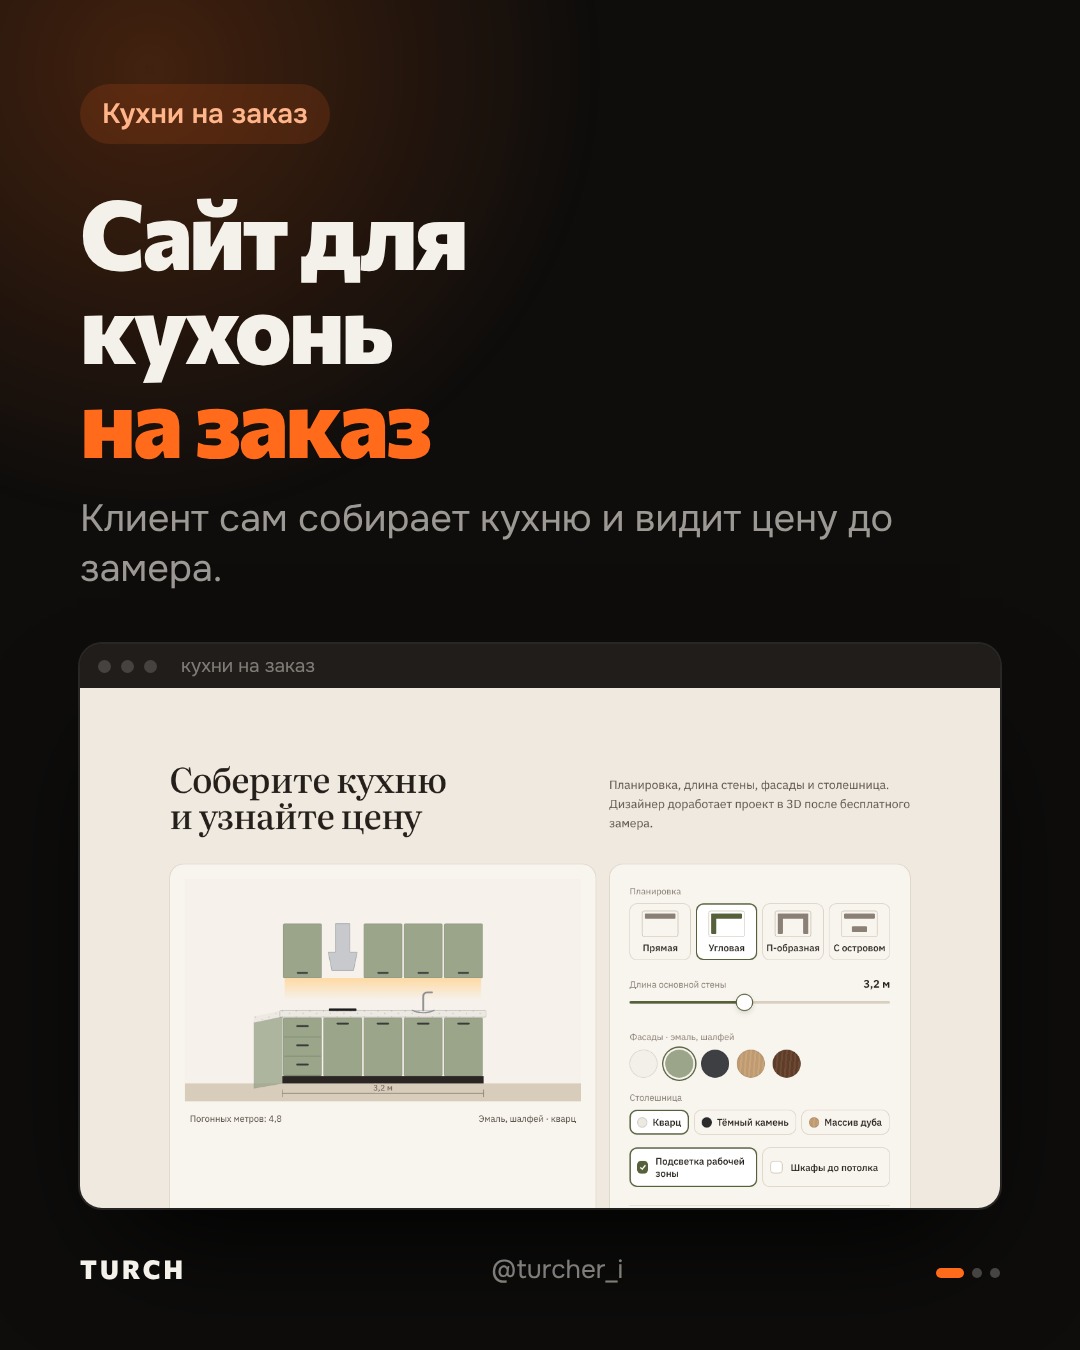 Кухни на заказ
Сайт для
кухонь
на заказ
Клиент сам собирает кухню и видит цену до
замера.
кухни на заказ
Соберите кухню
и узнайте цену
Планировка, длина стены, фасады и столешница.
Дизайнер доработает проект в 3D после бесплатного
замера.
3,2 м
Погонных метров: 4,8
Эмаль, шалфей · кварц
Планировка
Прямая
Угловая
П-образная
С островом
Длина основной стены
3,2 м
Фасады · эмаль, шалфей
Столешница
Кварц
Тёмный камень
Массив дуба
Подсветка рабочей
зоны
Шкафы до потолка
TURCH
@turcher_i